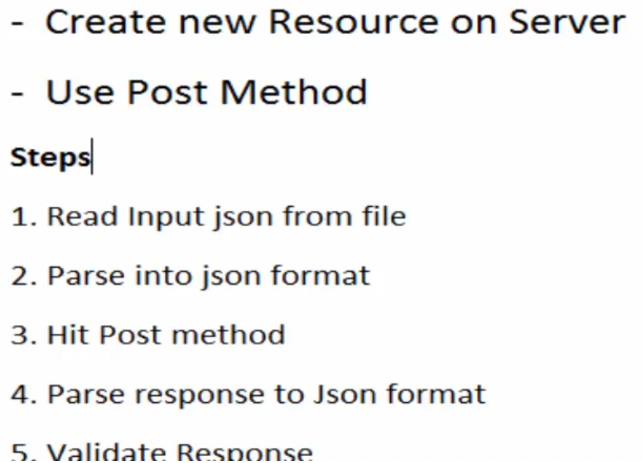 - Create new Resource on Server
- Use Post Method
Steps
1. Read Input json from file
2. Parse into json format
3. Hit Post method
4. Parse response to Json format
5. Validate Response